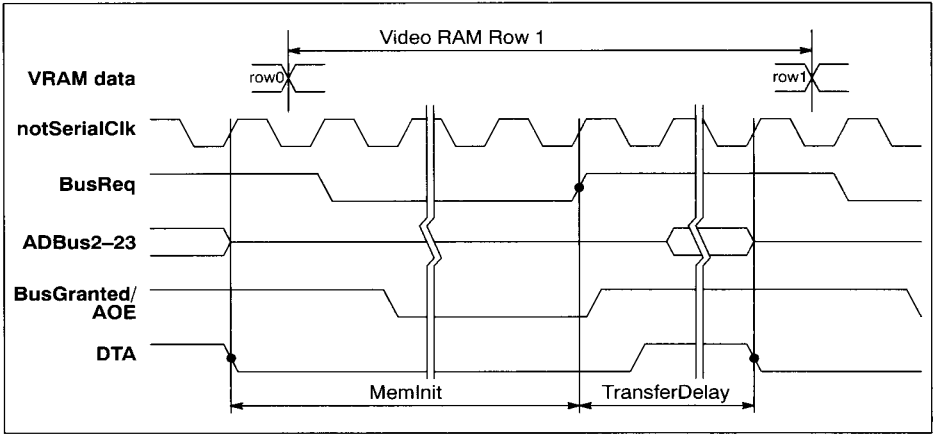 Video RAM Row 1
VRAM data
row0
row1
notSerialClk
BusReq
ADBus2–23
BusGranted/
AOE
DTA
MemInit
TransferDelay